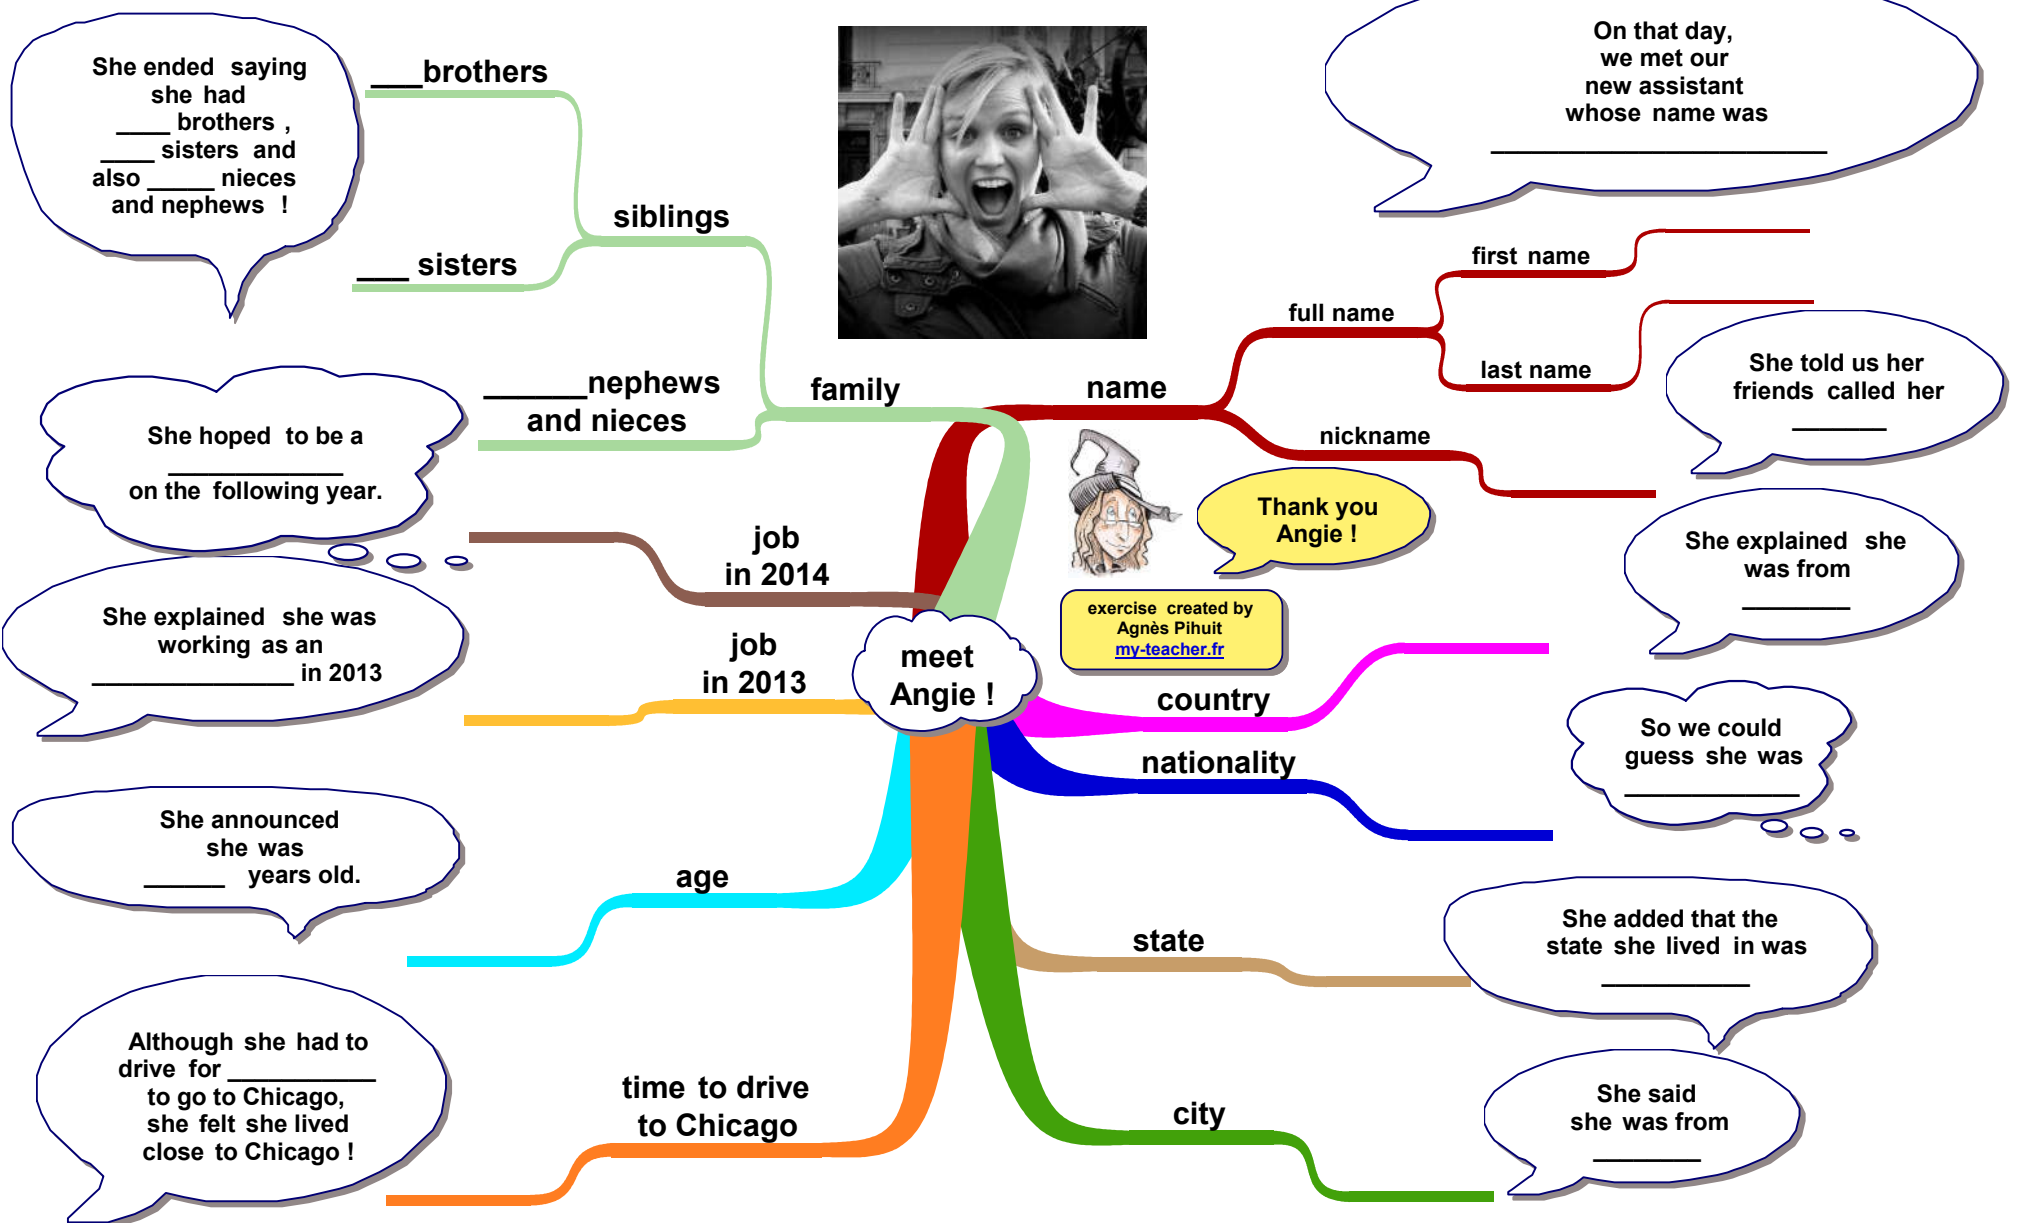 She ended saying
she had
____ brothers ,
____ sisters and
also _____ nieces
and nephews !
___brothers
siblings
___ sisters
______nephews
and nieces
family
She hoped to be a
_____________
on the following year.
job
in 2014
She explained she was
working as an
_______________ in 2013
job
in 2013
She announced
she was
______ years old.
age
Although she had to
drive for ___________
to go to Chicago,
she felt she lived
close to Chicago !
time to drive
to Chicago
meet
Angie !
On that day,
we met our
new assistant
whose name was
_________________________
name
full name
first name
last name
nickname
She told us her
friends called her
_______
Thank you
Angie !
exercise created by
Agnès Pihuit
my-teacher.fr
She explained she
was from
________
country
So we could
guess she was
_____________
nationality
She added that the
state she lived in was
___________
state
She said
she was from
________
city